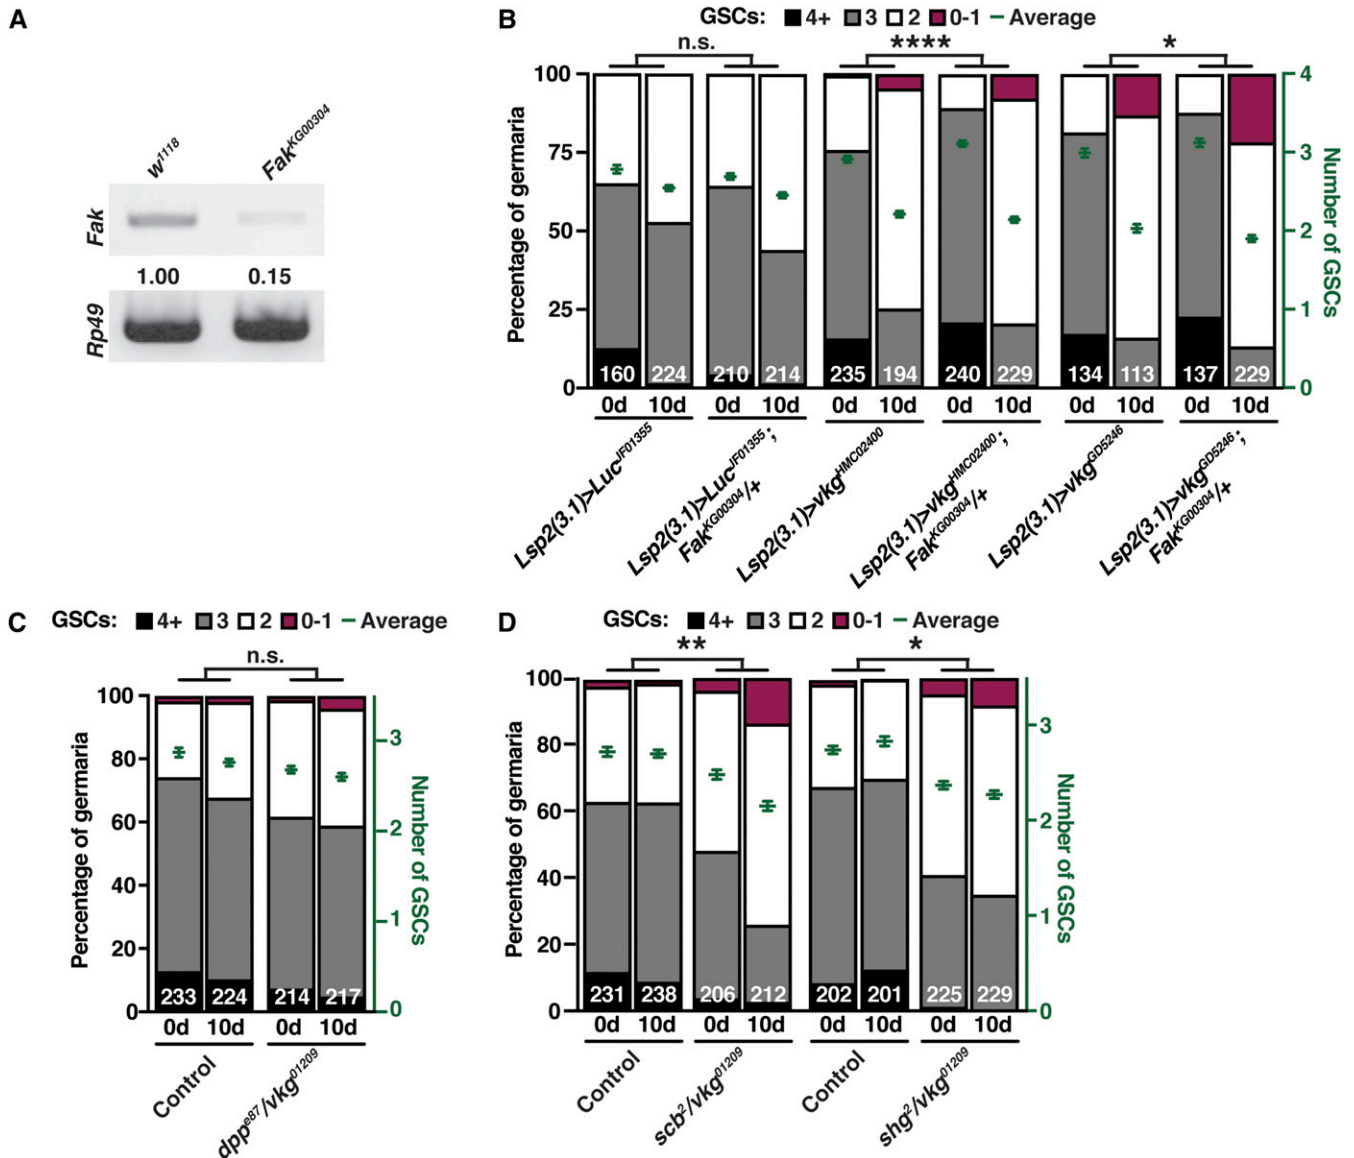 A
w1118
FakKG00304
Fak
1.00 0.15
Rp49
B
GSCs: 4+ 3 2 0-1 Average
n.s. **** *
Percentage of germaria
100
75
50
25
0
4
3
2
1
0
Number of GSCs
160 224 210 214 235 194 240 229 134 113 137 229
0d 10d 0d 10d 0d 10d 0d 10d 0d 10d 0d 10d
Lsp2(3.1)>LucJF01355
Lsp2(3.1)>LucJF01355;
FakKG00304/+
Lsp2(3.1)>vkgHMC02400
Lsp2(3.1)>vkgHMC02400;
FakKG00304/+
Lsp2(3.1)>vkgGD5246
Lsp2(3.1)>vkgGD5246;
FakKG00304/+
C
GSCs: 4+ 3 2 0-1 Average
n.s.
Percentage of germaria
100
80
60
40
20
0
3
2
1
0
Number of GSCs
233 224 214 217
0d 10d 0d 10d
Control
dppe87/vkg01209
D
GSCs: 4+ 3 2 0-1 Average
** *
Percentage of germaria
100
80
60
40
20
0
3
2
1
0
Number of GSCs
231 238 206 212 202 201 225 229
0d 10d 0d 10d 0d 10d 0d 10d
Control
scb2/vkg01209
Control
shg2/vkg01209